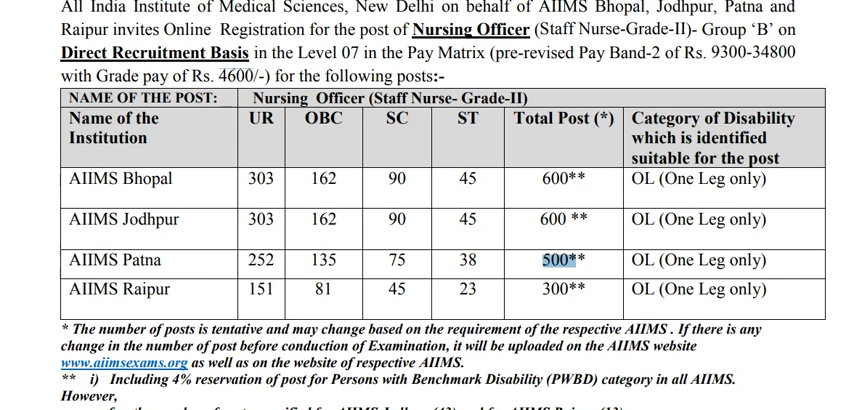 All India Institute of Medical Sciences, New Delhi on behalf of AIIMS Bhopal, Jodhpur, Patna and
Raipur invites Online Registration for the post of Nursing Officer (Staff Nurse-Grade-II)- Group ‘B’ on
Direct Recruitment Basis in the Level 07 in the Pay Matrix (pre-revised Pay Band-2 of Rs. 9300-34800
with Grade pay of Rs. 4600/-) for the following posts:-
NAME OF THE POST: Nursing Officer (Staff Nurse- Grade-II)
Name of the Institution UR OBC SC ST Total Post (*) Category of Disability which is identified suitable for the post
AIIMS Bhopal 303 162 90 45 600** OL (One Leg only)
AIIMS Jodhpur 303 162 90 45 600 ** OL (One Leg only)
AIIMS Patna 252 135 75 38 500** OL (One Leg only)
AIIMS Raipur 151 81 45 23 300** OL (One Leg only)
* The number of posts is tentative and may change based on the requirement of the respective AIIMS . If there is any
change in the number of post before conduction of Examination, it will be uploaded on the AIIMS website
www.aiimsexams.org as well as on the website of respective AIIMS.
** i) Including 4% reservation of post for Persons with Benchmark Disability (PWBD) category in all AIIMS.
However,